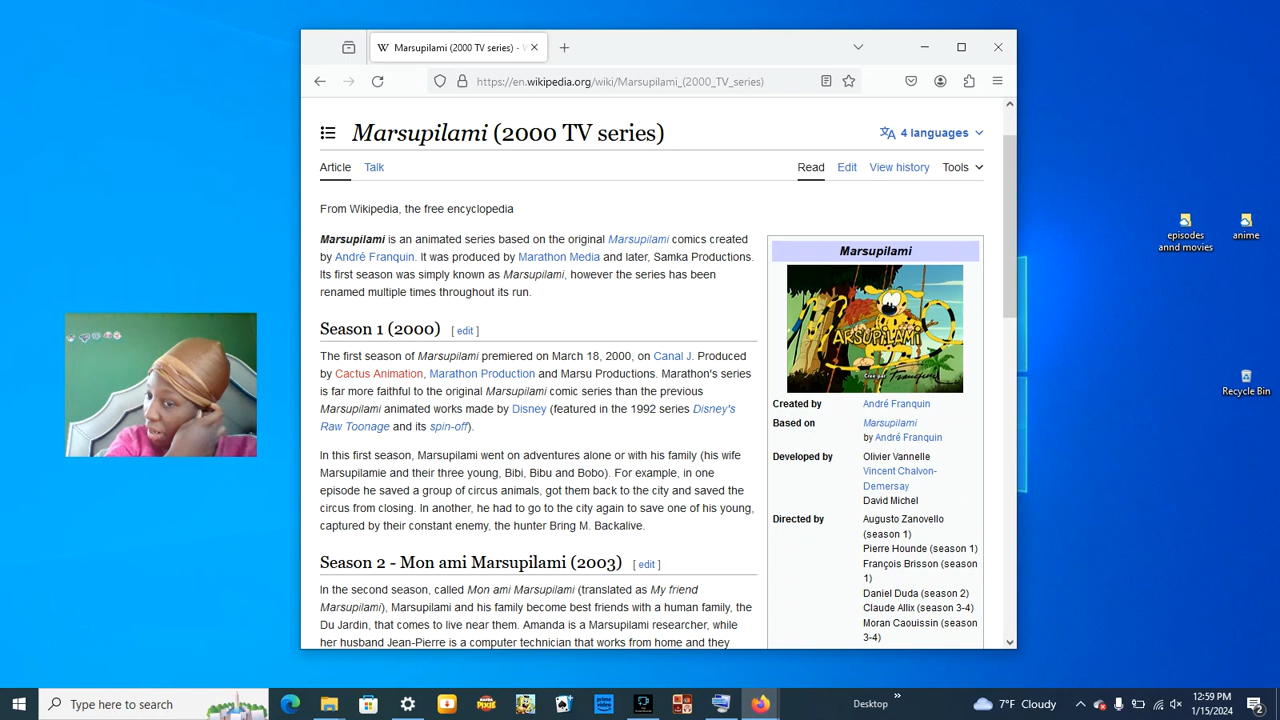 Marsupilami (2000 TV series) - W
https://en.wikipedia.org/wiki/Marsupilami_(2000_TV_series)
Marsupilami (2000 TV series)
4 languages
Article Talk Read Edit View history Tools
From Wikipedia, the free encyclopedia
Marsupilami is an animated series based on the original Marsupilami comics created
by André Franquin. It was produced by Marathon Media and later, Samka Productions.
Its first season was simply known as Marsupilami, however the series has been
renamed multiple times throughout its run.
Season 1 (2000) [ edit ]
The first season of Marsupilami premiered on March 18, 2000, on Canal J. Produced
by Cactus Animation, Marathon Production and Marsu Productions. Marathon's series
is far more faithful to the original Marsupilami comic series than the previous
Marsupilami animated works made by Disney (featured in the 1992 series Disney's
Raw Toonage and its spin-off).
In this first season, Marsupilami went on adventures alone or with his family (his wife
Marsupilamie and their three young, Bibi, Bibu and Bobo). For example, in one
episode he saved a group of circus animals, got them back to the city and saved the
circus from closing. In another, he had to go to the city again to save one of his young,
captured by their constant enemy, the hunter Bring M. Backalive.
Season 2 - Mon ami Marsupilami (2003) [ edit ]
In the second season, called Mon ami Marsupilami (translated as My friend
Marsupilami), Marsupilami and his family become best friends with a human family, the
Du Jardin, that comes to live near them. Amanda is a Marsupilami researcher, while
her husband Jean-Pierre is a computer technician that works from home and they
Marsupilami
MARSUPILAMI
Créé par Franquin
Created by André Franquin
Based on Marsupilami
by André Franquin
Developed by Olivier Vannelle
Vincent Chalvon-
Demersay
David Michel
Directed by Augusto Zanovello
(season 1)
Pierre Hounde (season 1)
François Brisson (season
1)
Daniel Duda (season 2)
Claude Allix (season 3-4)
Moran Caouissin (season
3-4)
episodes
annd movies
anime
Recycle Bin
Type here to search
Desktop
7°F Cloudy
12:59 PM
1/15/2024
2